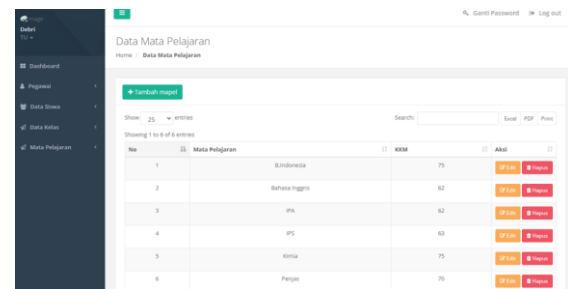 Debri
TU
Ganti Password Log out
Dashboard
Pegawai
Data Siswa
Data Kelas
Mata Pelajaran
Data Mata Pelajaran
Home / Data Mata Pelajaran
+Tambah mapel
Show 25 entries
Search:
Excel PDF Print
Showing 1 to 6 of 6 entries
No Mata Pelajaran KKM Aksi
1 B.Indonesia 75 Edit Hapus
2 Bahasa Inggris 62 Edit Hapus
3 IPA 62 Edit Hapus
4 IPS 63 Edit Hapus
5 Kimia 75 Edit Hapus
6 Penjas 70 Edit Hapus